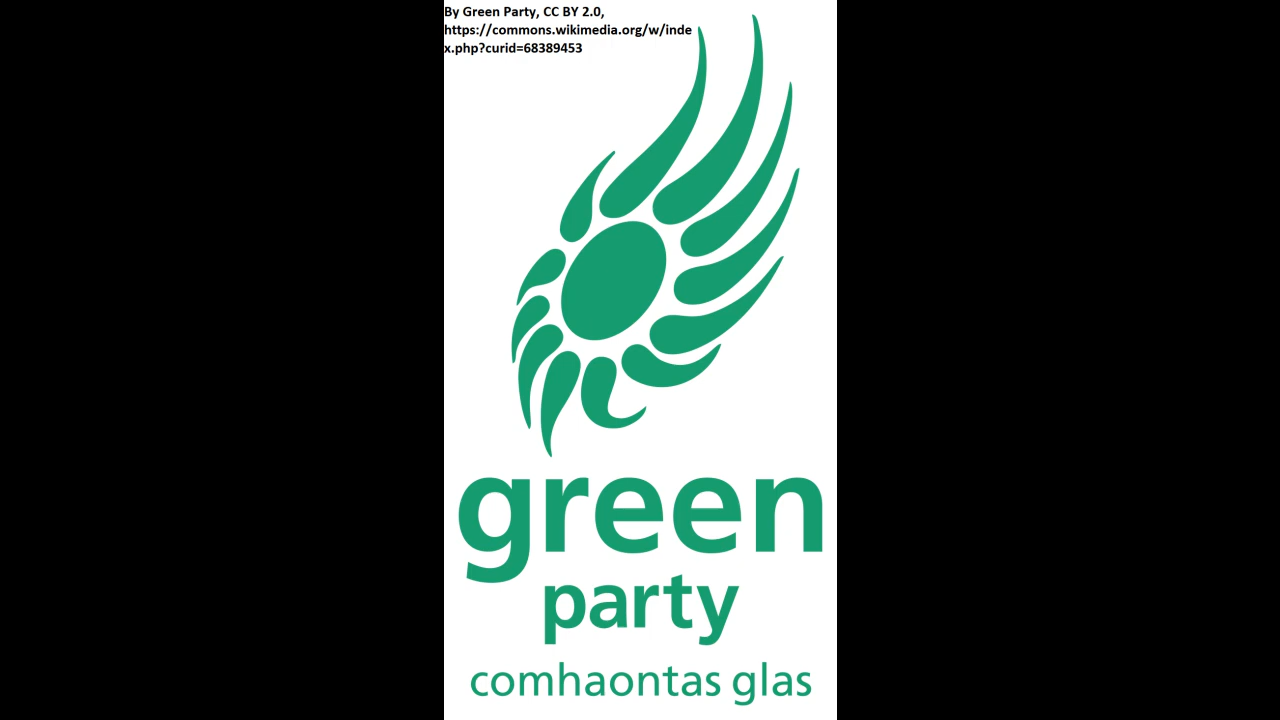 By Green Party, CC BY 2.0,
https://commons.wikimedia.org/w/inde
x.php?curid=68389453
green
party
comhaontas glas